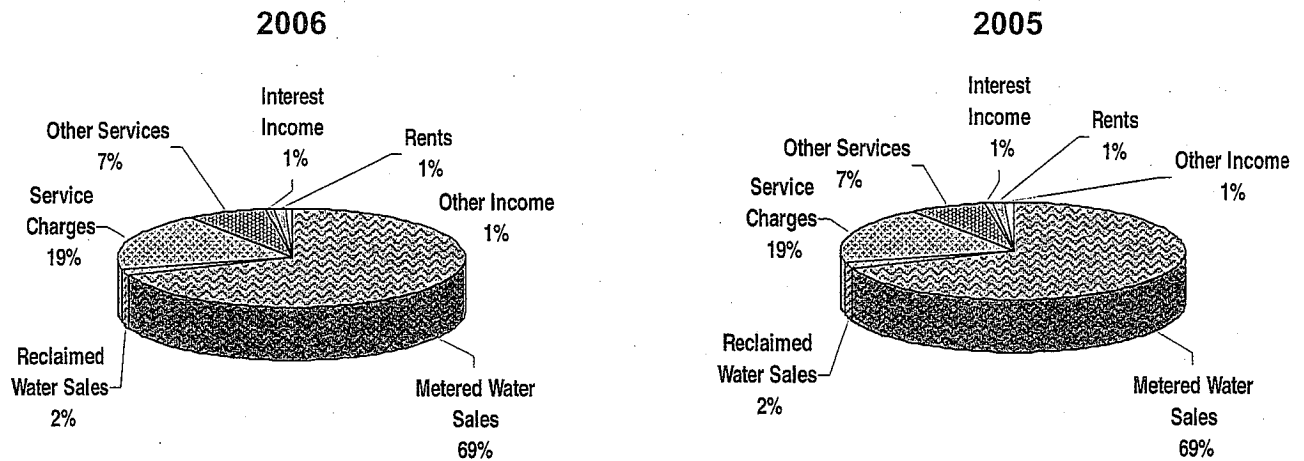 2006
Interest
Income
1%
Rents
1%
Other Services
7%
Other Income
1%
Service
Charges
19%
Reclaimed
Water Sales
2%
Metered Water
Sales
69%
2005
Interest
Income
1%
Rents
1%
Other Services
7%
Other Income
1%
Service
Charges
19%
Reclaimed
Water Sales
2%
Metered Water
Sales
69%